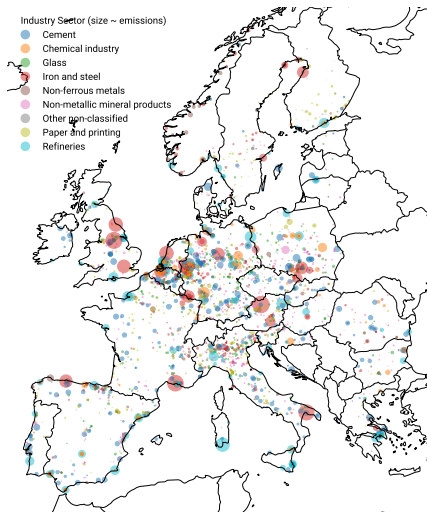 Industry Sector (size ~ emissions)
Cement
Chemical industry
Glass
Iron and steel
Non-ferrous metals
Non-metallic mineral products
Other non-classified
Paper and printing
Refineries